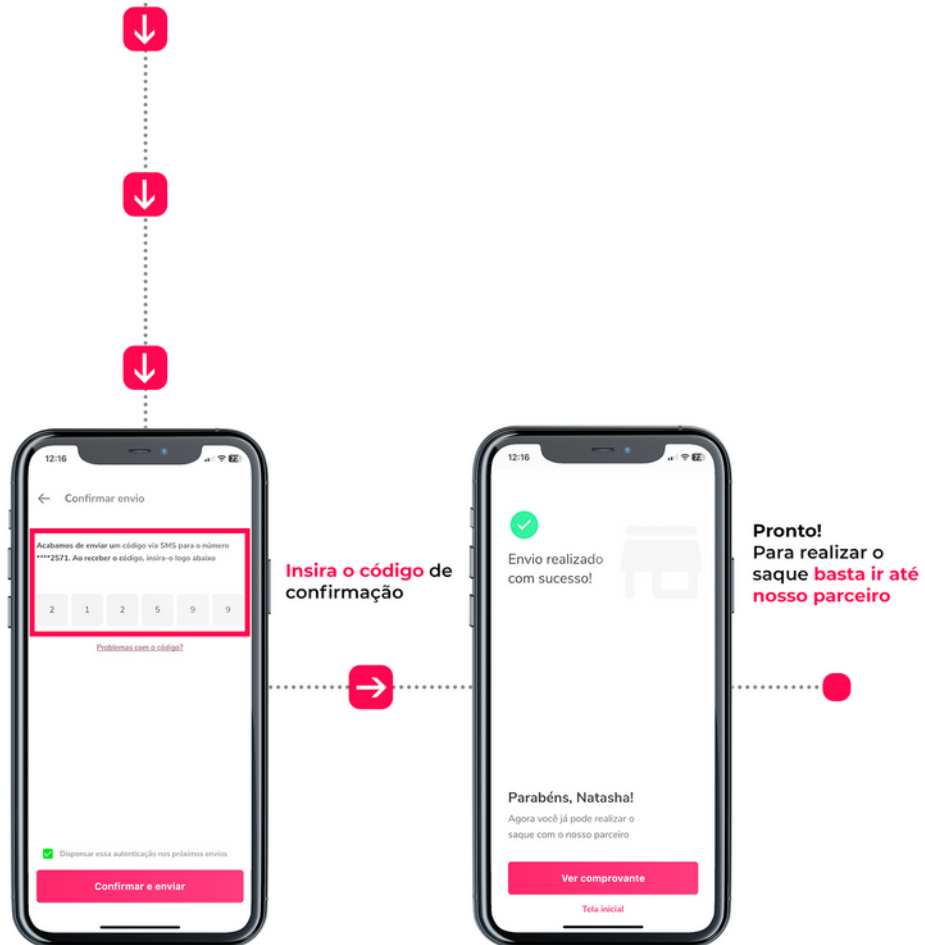 12:16
Confirmar envio
Acabamos de enviar um código via SMS para o número
****2571. Ao receber o código, insira-o logo abaixo
2 1 2 5 9 9
Problemas com o código?
Dispensar essa autenticação nos próximos envios
Confirmar e enviar
Insira o código de
confirmação
12:16
Envio realizado
com sucesso!
Parabéns, Natasha!
Agora você já pode realizar o
saque com o nosso parceiro
Ver comprovante
Tela inicial
Pronto!
Para realizar o
saque basta ir até
nosso parceiro